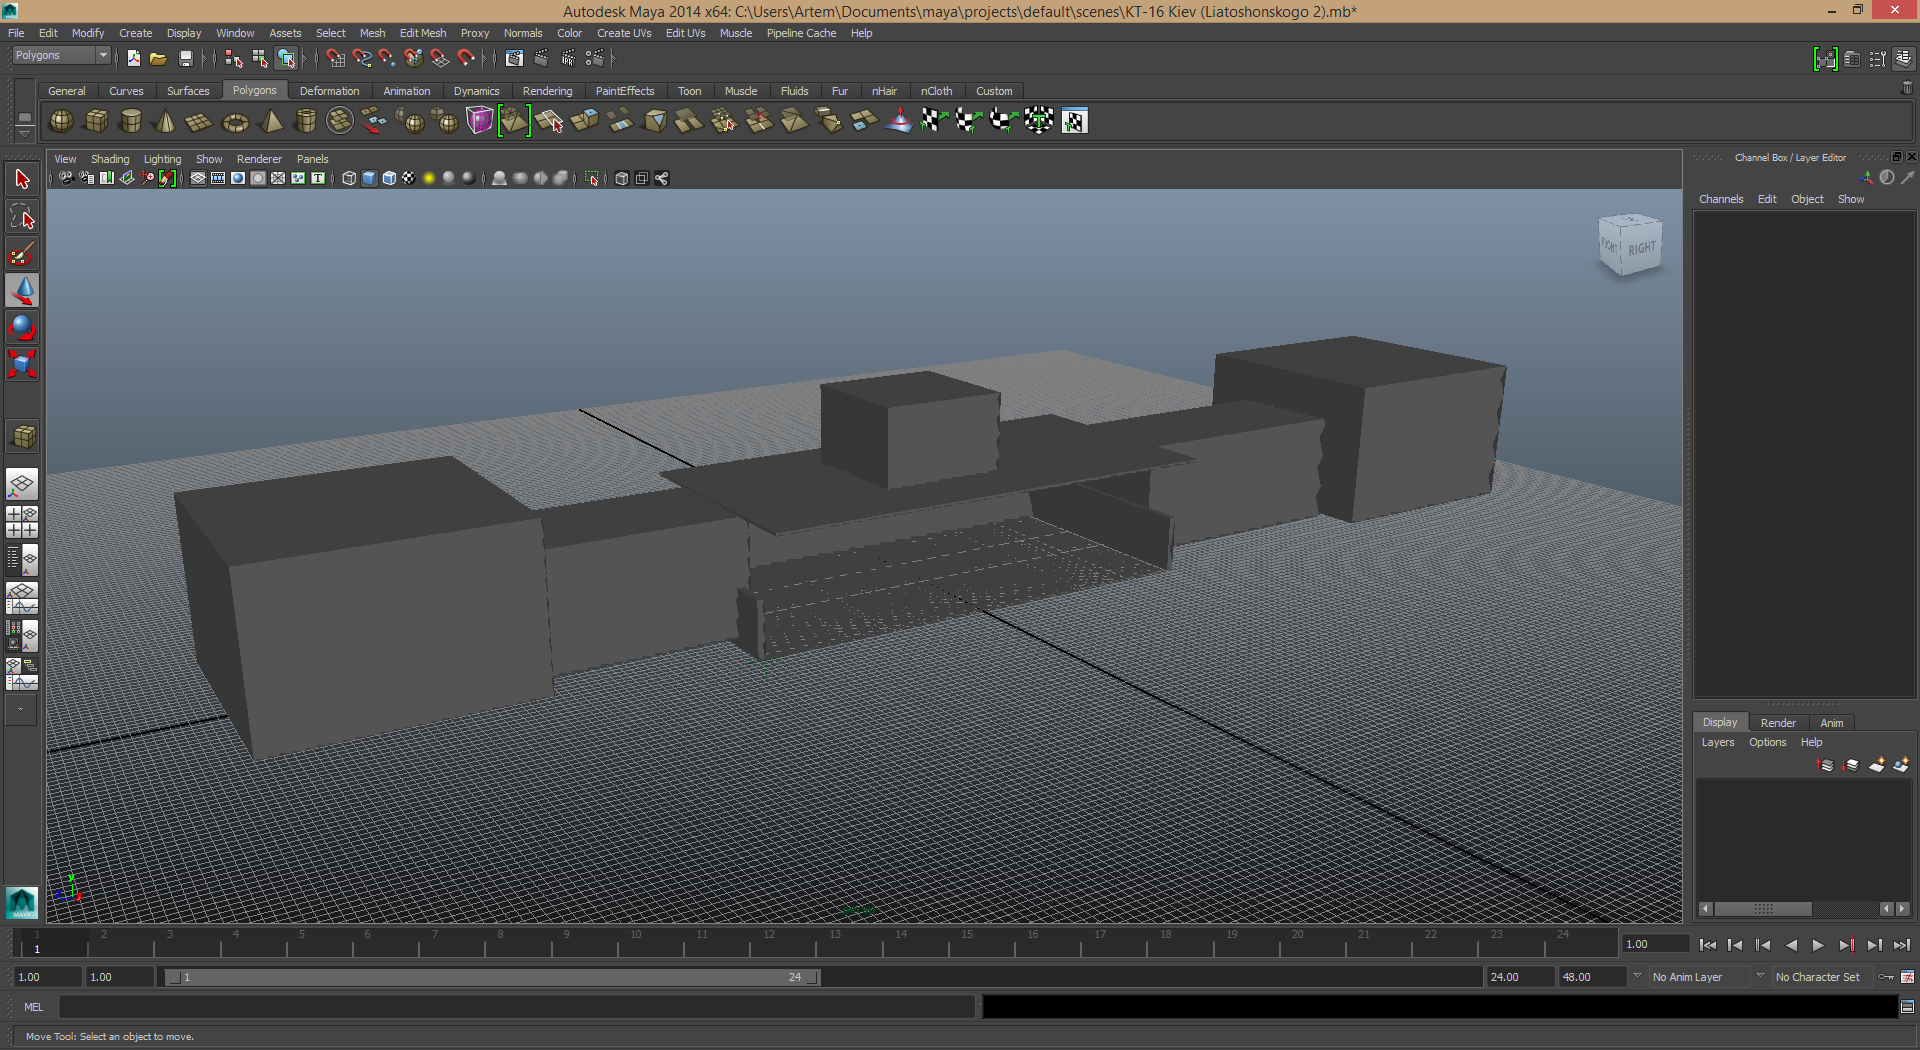 Autodesk Maya 2014 x64: C:\Users\Artem\Documents\maya\projects\default\scenes\KT-16 Kiev (Liatoshonskogo 2).mb*
File Edit Modify Create Display Window Assets Select Mesh Edit Mesh Proxy Normals Color Create UVs Edit UVs Muscle Pipeline Cache Help
Polygons
General Curves Surfaces Polygons Deformation Animation Dynamics Rendering PaintEffects Toon Muscle Fluids Fur nHair nCloth Custom
View Shading Lighting Show Renderer Panels
Channel Box / Layer Editor
Channels Edit Object Show
FRONT RIGHT
Display Render Anim
Layers Options Help
y
MAYA
1 2 3 4 5 6 7 8 9 10 11 12 13 14 15 16 17 18 19 20 21 22 23 24
1
1.00
1.00 1.00 1 24 24.00 48.00 No Anim Layer No Character Set
MEL
Move Tool: Select an object to move.